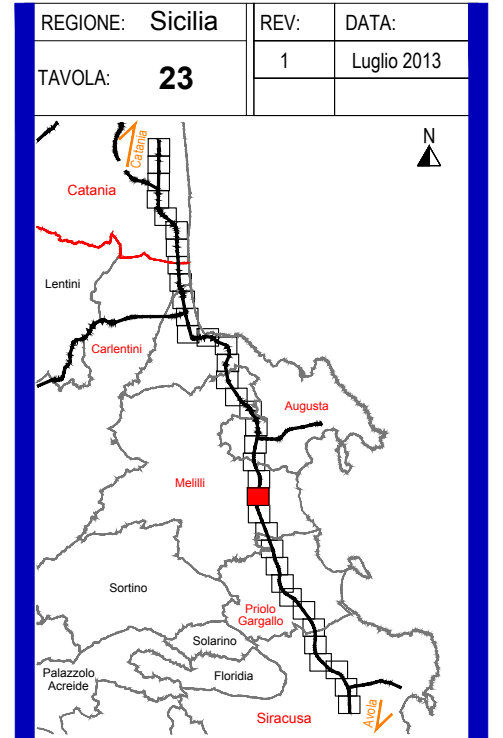 REGIONE: Sicilia
REV:
DATA:
TAVOLA: 23
1
Luglio 2013
N
Catania
Catania
Lentini
Carlentini
Augusta
Melilli
Sortino
Priolo
Gargallo
Solarino
Palazzolo
Acreide
Floridia
Siracusa
Avola